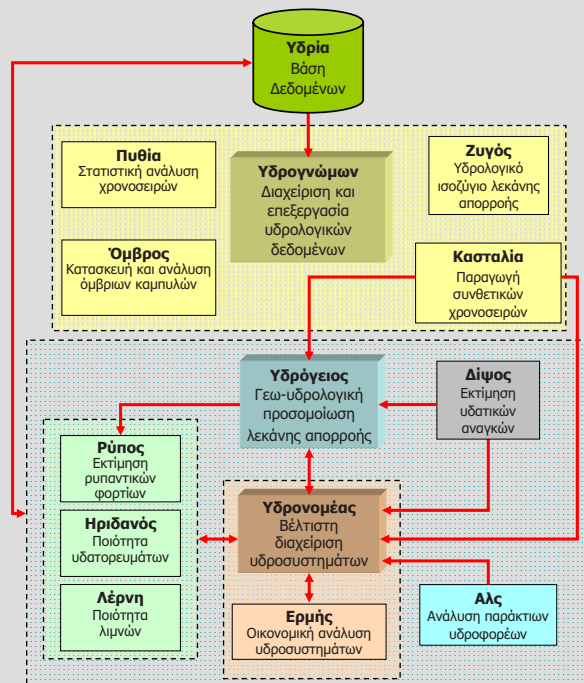 Υδρία
Βάση
Δεδομένων
Πυθία
Στατιστική ανάλυση
χρονοσειρών
Υδρογνώμων
Διαχείριση και
επεξεργασία
υδρολογικών
δεδομένων
Ζυγός
Υδρολογικό
ισοζύγιο λεκάνης
απορροής
Όμβρος
Κατασκευή και ανάλυση
όμβριων καμπυλών
Κασταλία
Παραγωγή
συνθετικών
χρονοσειρών
Υδρόγειος
Γεω-υδρολογική
προσομοίωση
λεκάνης απορροής
Δίψος
Εκτίμηση
υδατικών
αναγκών
Ρύπος
Εκτίμηση
ρυπαντικών
φορτίων
Ηριδανός
Ποιότητα
υδατορευμάτων
Λέρνη
Ποιότητα
λιμνών
Υδρονομέας
Βέλτιστη
διαχείριση
υδροσυστημάτων
Ερμής
Οικονομική ανάλυση
υδροσυστημάτων
Αλς
Ανάλυση παράκτιων
υδροφορέων